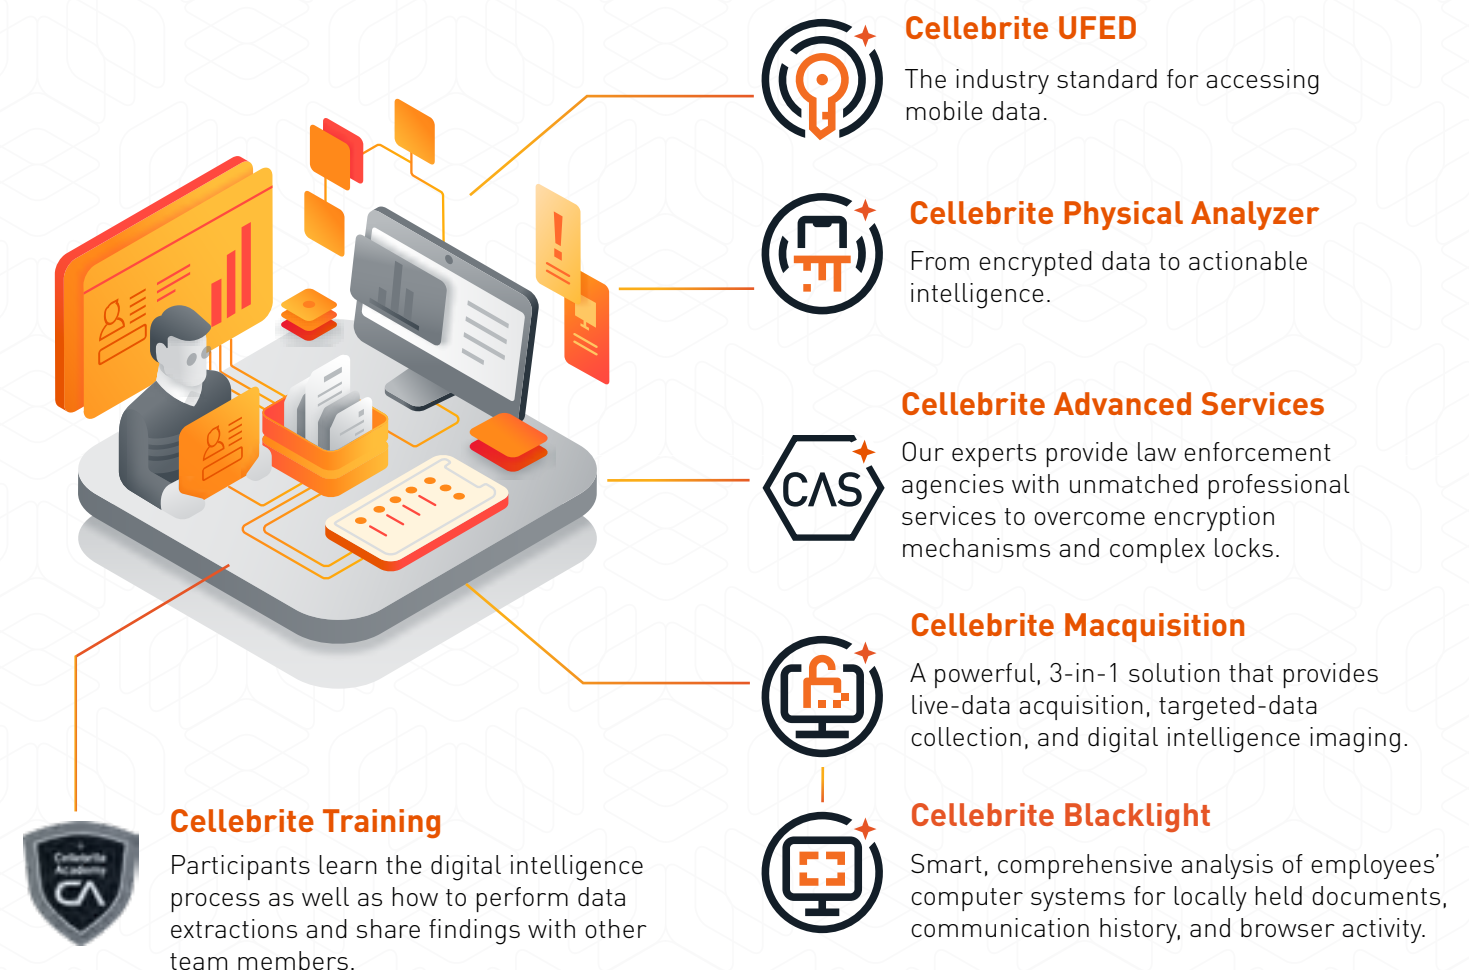 Cellebrite UFED
The industry standard for accessing
mobile data.
Cellebrite Physical Analyzer
From encrypted data to actionable
intelligence.
Cellebrite Advanced Services
CAS
Our experts provide law enforcement
agencies with unmatched professional
services to overcome encryption
mechanisms and complex locks.
Cellebrite Macquisition
A powerful, 3-in-1 solution that provides
live-data acquisition, targeted-data
collection, and digital intelligence imaging.
Cellebrite Blacklight
Smart, comprehensive analysis of employees’
computer systems for locally held documents,
communication history, and browser activity.
Cellebrite
Academy
CA
Cellebrite Training
Participants learn the digital intelligence
process as well as how to perform data
extractions and share findings with other
team members.